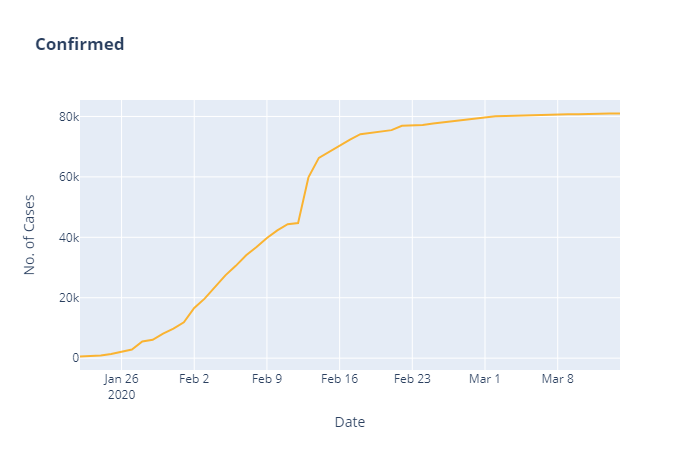 Confirmed
80k
60k
40k
20k
0
No. of Cases
Jan 26
2020
Feb 2
Feb 9
Feb 16
Feb 23
Mar 1
Mar 8
Date